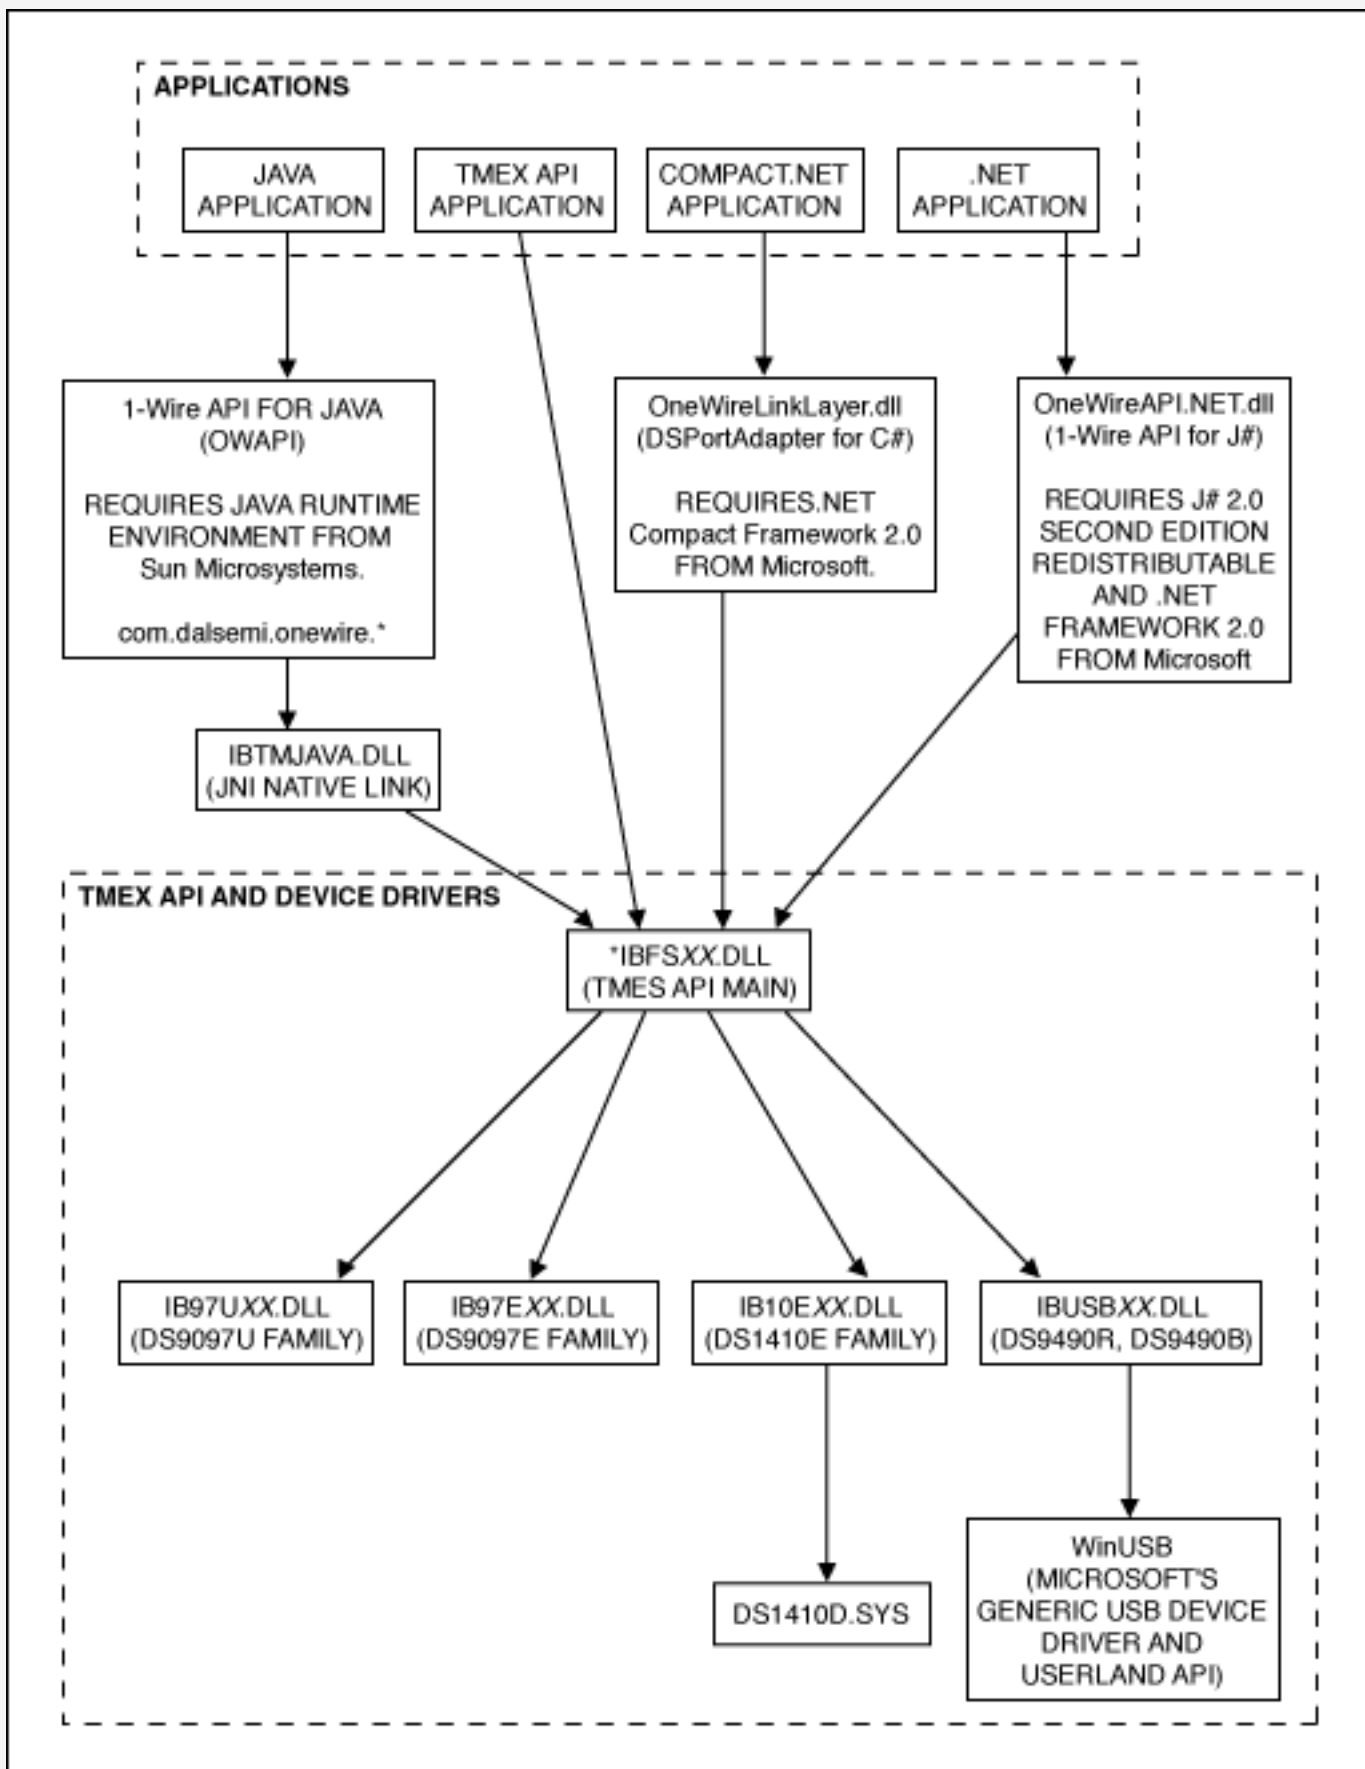 APPLICATIONS
JAVA
APPLICATION
TMEX API
APPLICATION
COMPACT.NET
APPLICATION
.NET
APPLICATION
1-Wire API FOR JAVA
(OWAPI)
REQUIRES JAVA RUNTIME
ENVIRONMENT FROM
Sun Microsystems.
com.dalsemi.onewire.*
OneWireLinkLayer.dll
(DSPortAdapter for C#)
REQUIRES.NET
Compact Framework 2.0
FROM Microsoft.
OneWireAPI.NET.dll
(1-Wire API for J#)
REQUIRES J# 2.0
SECOND EDITION
REDISTRIBUTABLE
AND .NET
FRAMEWORK 2.0
FROM Microsoft
IBTMJAVA.DLL
(JNI NATIVE LINK)
TMEX API AND DEVICE DRIVERS
*IBFSXX.DLL
(TMES API MAIN)
IB97UXX.DLL
(DS9097U FAMILY)
IB97EXX.DLL
(DS9097E FAMILY)
IB10EXX.DLL
(DS1410E FAMILY)
IBUSBXX.DLL
(DS9490R, DS9490B)
DS1410D.SYS
WinUSB
(MICROSOFT'S
GENERIC USB DEVICE
DRIVER AND
USERLAND API)